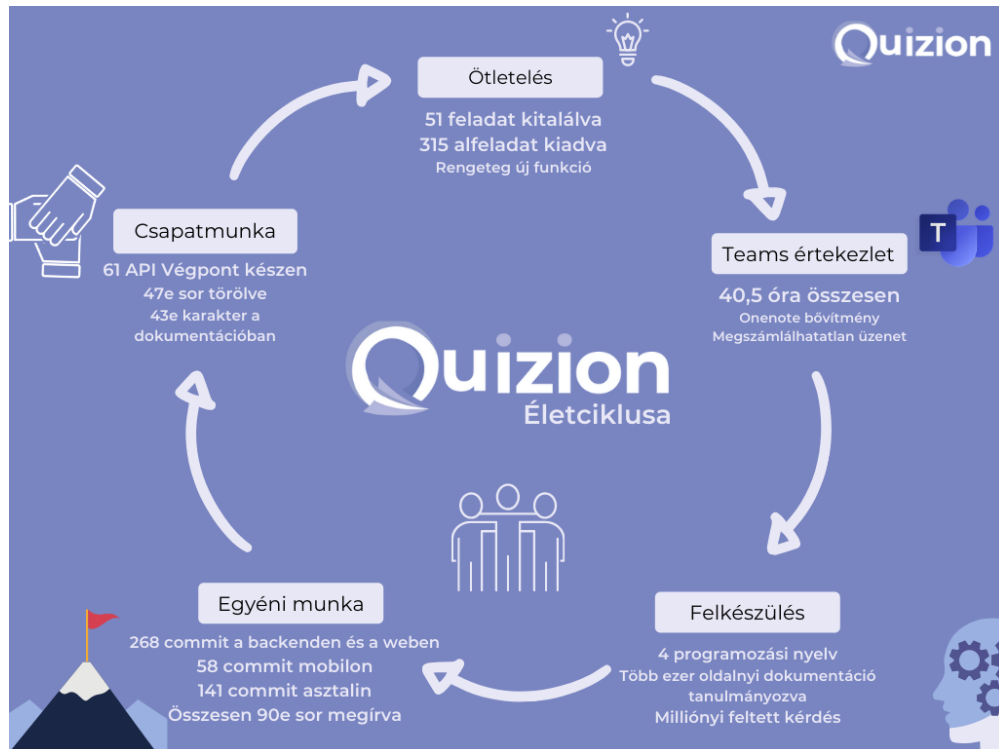 Quizion
Ötletelés
51 feladat kitalálva
315 alfeladat kiadva
Rengeteg új funkció
Teams értekezlet
T
40,5 óra összesen
Onenote bővítmény
Megszámlálhatatlan üzenet
Felkészülés
4 programozási nyelv
Több ezer oldalnyi dokumentáció
tanulmányozva
Milliónyi feltett kérdés
Egyéni munka
268 commit a backenden és a weben
58 commit mobilon
141 commit asztalin
Összesen 90e sor megírva
Csapatmunka
61 API Végpont készen
47e sor törölve
43e karakter a
dokumentációban
Quizion
Életciklusa